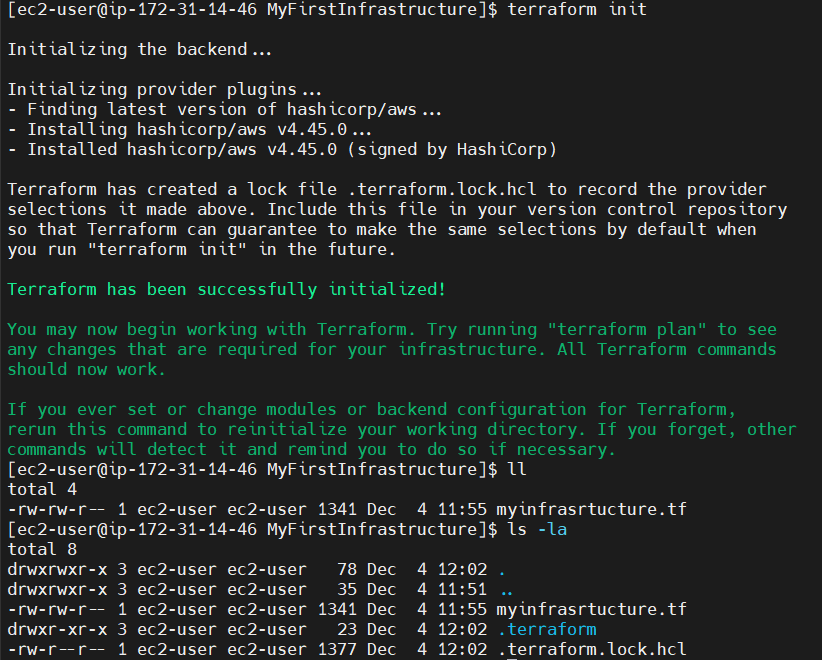 [ec2-user@ip-172-31-14-46 MyFirstInfrastructure]$ terraform init
Initializing the backend...
Initializing provider plugins...
- Finding latest version of hashicorp/aws...
- Installing hashicorp/aws v4.45.0...
- Installed hashicorp/aws v4.45.0 (signed by HashiCorp)
Terraform has created a lock file .terraform.lock.hcl to record the provider
selections it made above. Include this file in your version control repository
so that Terraform can guarantee to make the same selections by default when
you run "terraform init" in the future.
Terraform has been successfully initialized!
You may now begin working with Terraform. Try running "terraform plan" to see
any changes that are required for your infrastructure. All Terraform commands
should now work.
If you ever set or change modules or backend configuration for Terraform,
rerun this command to reinitialize your working directory. If you forget, other
commands will detect it and remind you to do so if necessary.
[ec2-user@ip-172-31-14-46 MyFirstInfrastructure]$ ll
total 4
-rw-rw-r-- 1 ec2-user ec2-user 1341 Dec  4 11:55 myinfrasrtucture.tf
[ec2-user@ip-172-31-14-46 MyFirstInfrastructure]$ ls -la
total 8
drwxrwxr-x 3 ec2-user ec2-user   78 Dec  4 12:02 .
drwxrwxr-x 3 ec2-user ec2-user   35 Dec  4 11:51 ..
-rw-rw-r-- 1 ec2-user ec2-user 1341 Dec  4 11:55 myinfrasrtucture.tf
drwxr-xr-x 3 ec2-user ec2-user   23 Dec  4 12:02 .terraform
-rw-r--r-- 1 ec2-user ec2-user 1377 Dec  4 12:02 .terraform.lock.hcl